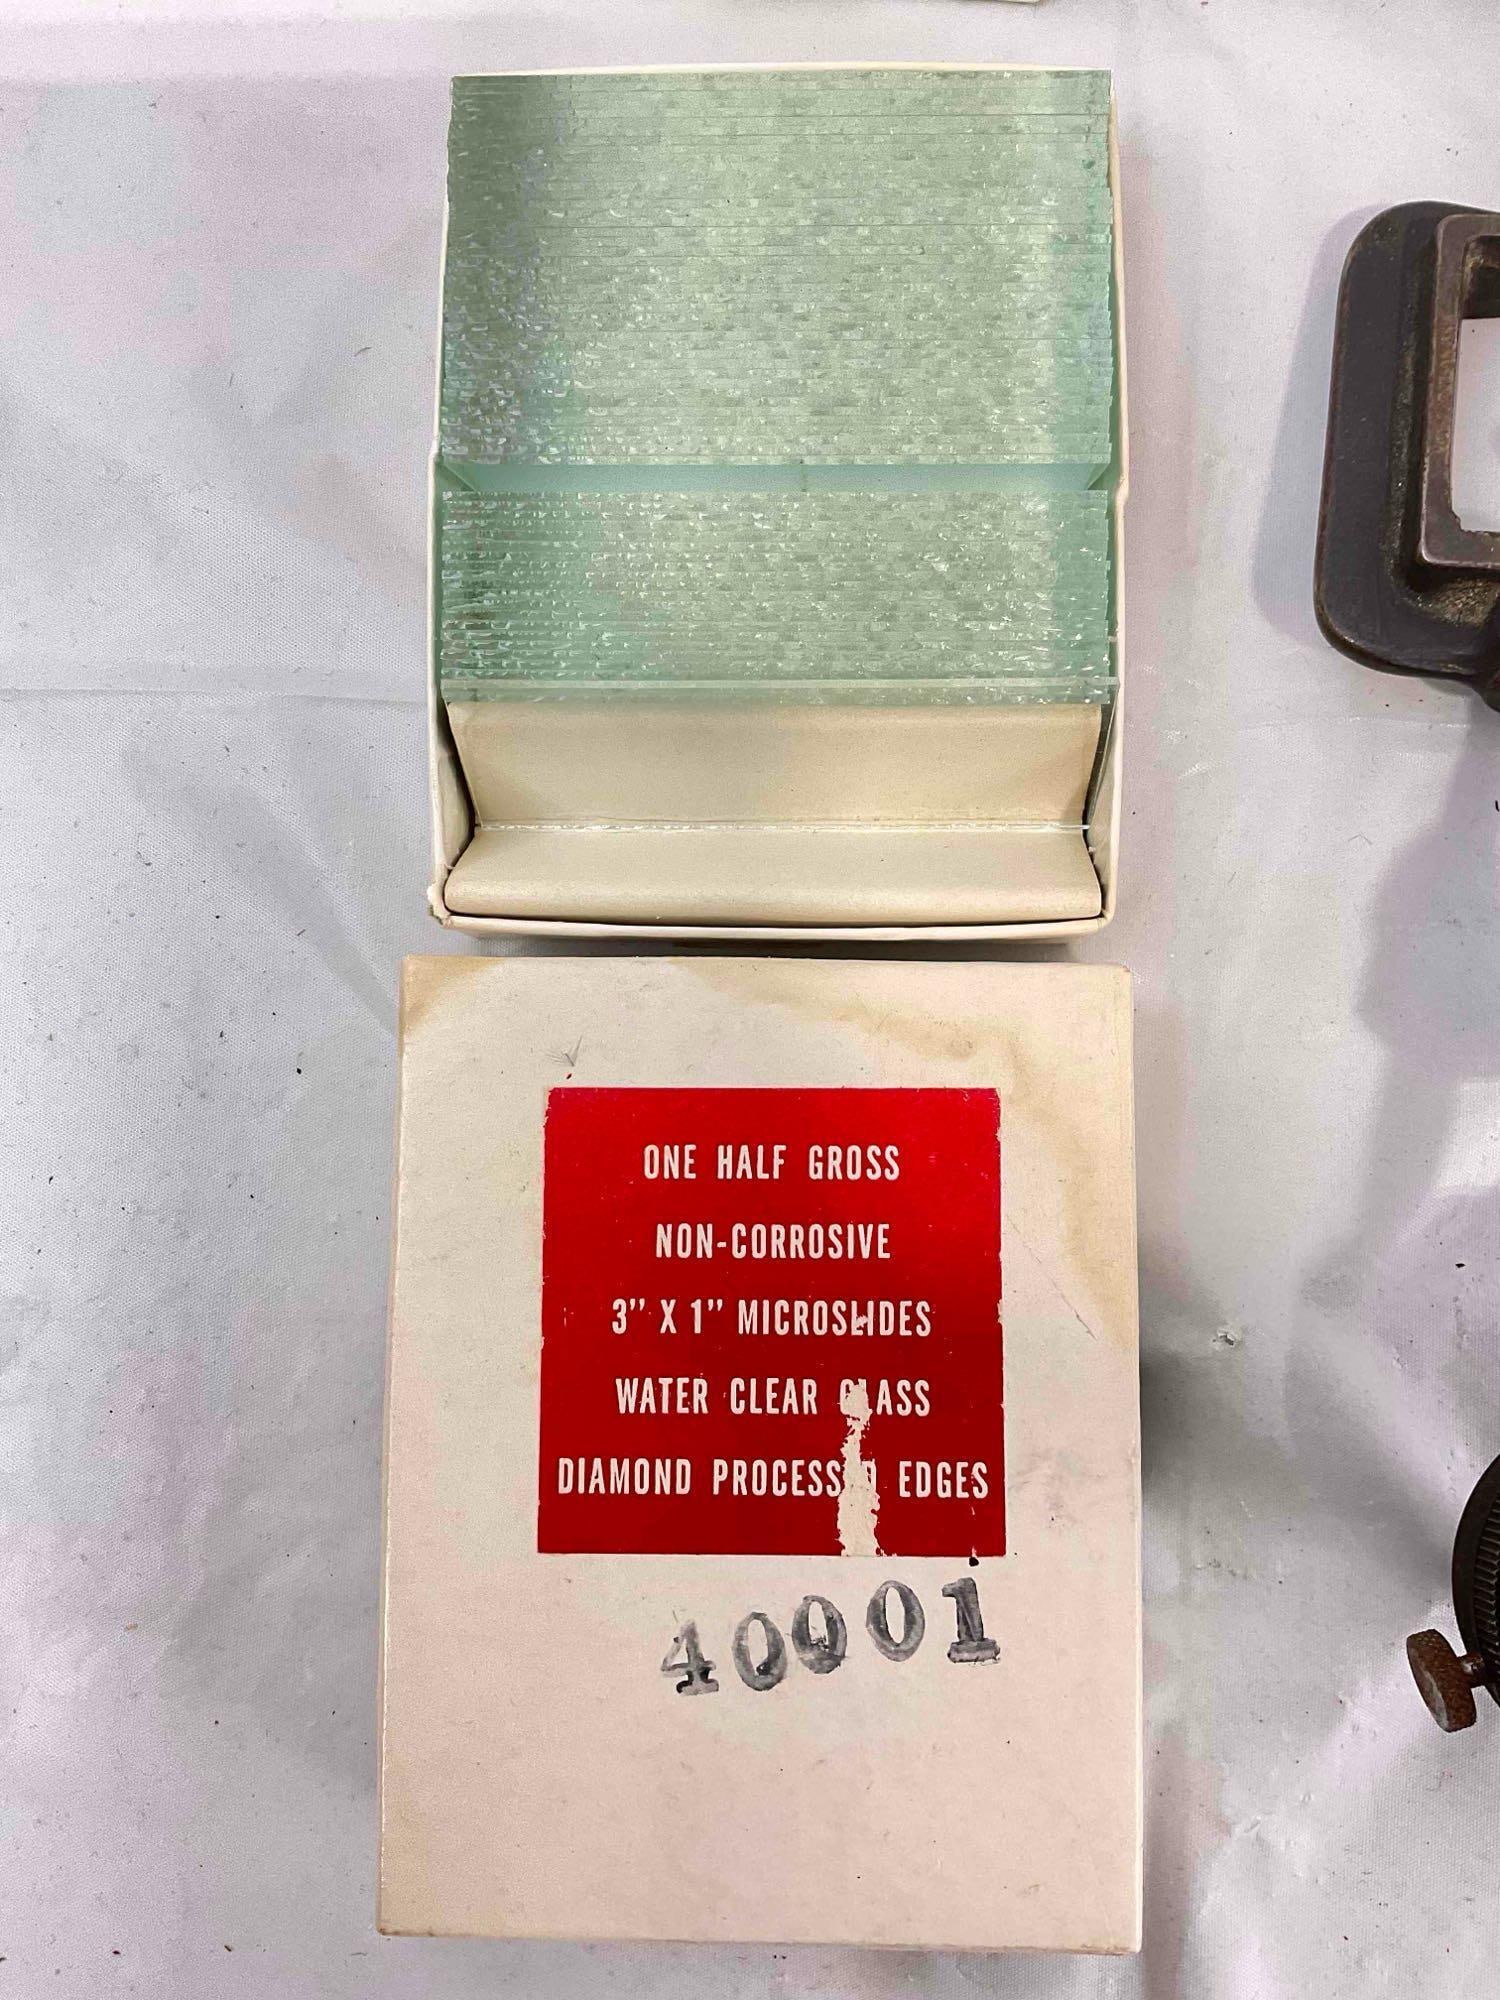 ONE HALF GROSS
NON-CORROSIVE
3" X 1" MICROSLIDES
WATER CLEAR GLASS
DIAMOND PROCESSED EDGES
40001